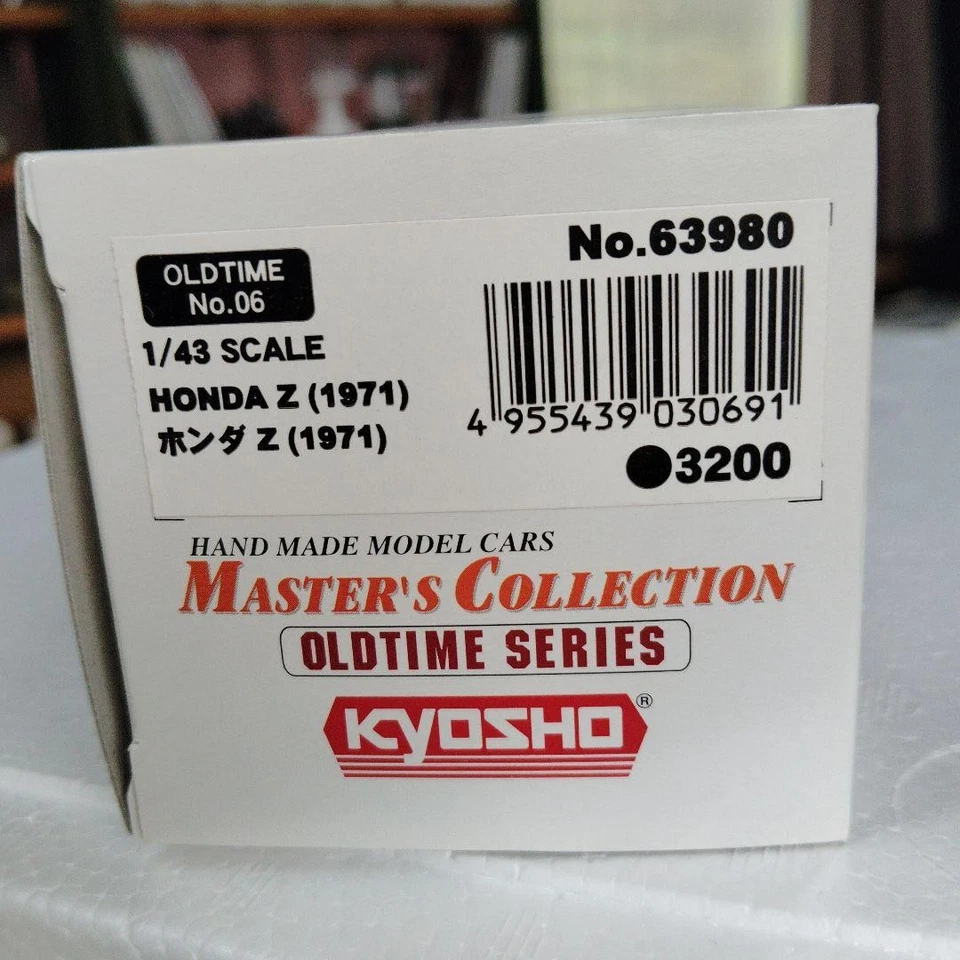 No.63980
OLDTIME
No.06
1/43 SCALE
HONDA Z (1971)
ホンダ Z (1971)
4 955439 030691
●3200
HAND MADE MODEL CARS
MASTER'S COLLECTION
OLDTIME SERIES
KYOSHO®